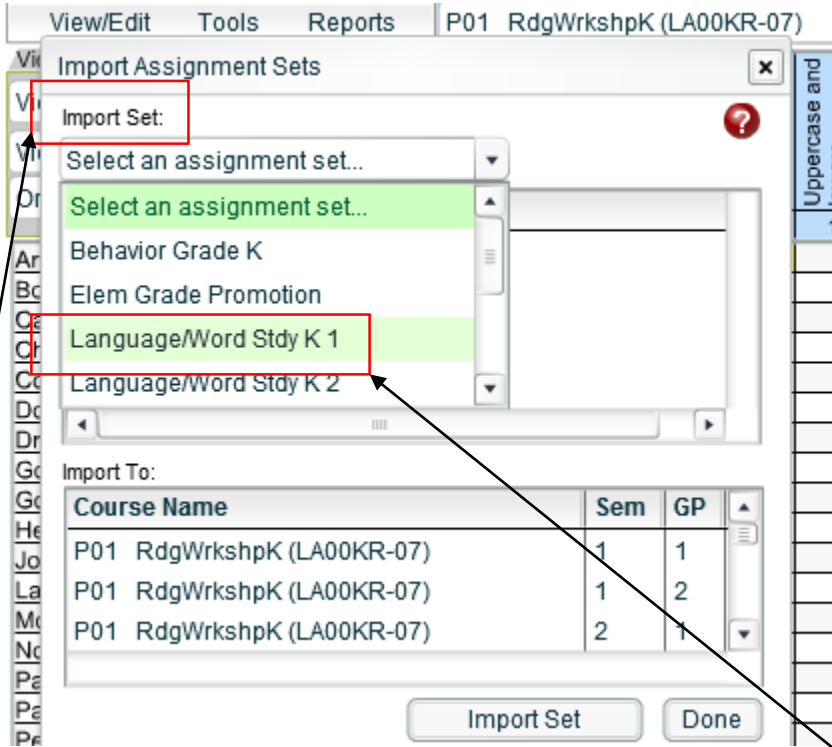 View/Edit Tools Reports P01 RdgWrkshpK (LA00KR-07)
Import Assignment Sets
Uppercase and
Import Set:
Select an assignment set...
Select an assignment set...
Behavior Grade K
Elem Grade Promotion
Language/Word Stdy K 1
Language/Word Stdy K 2
Import To:
Course Name Sem GP
P01 RdgWrkshpK (LA00KR-07) 1 1
P01 RdgWrkshpK (LA00KR-07) 1 2
P01 RdgWrkshpK (LA00KR-07) 2 1
Import Set Done